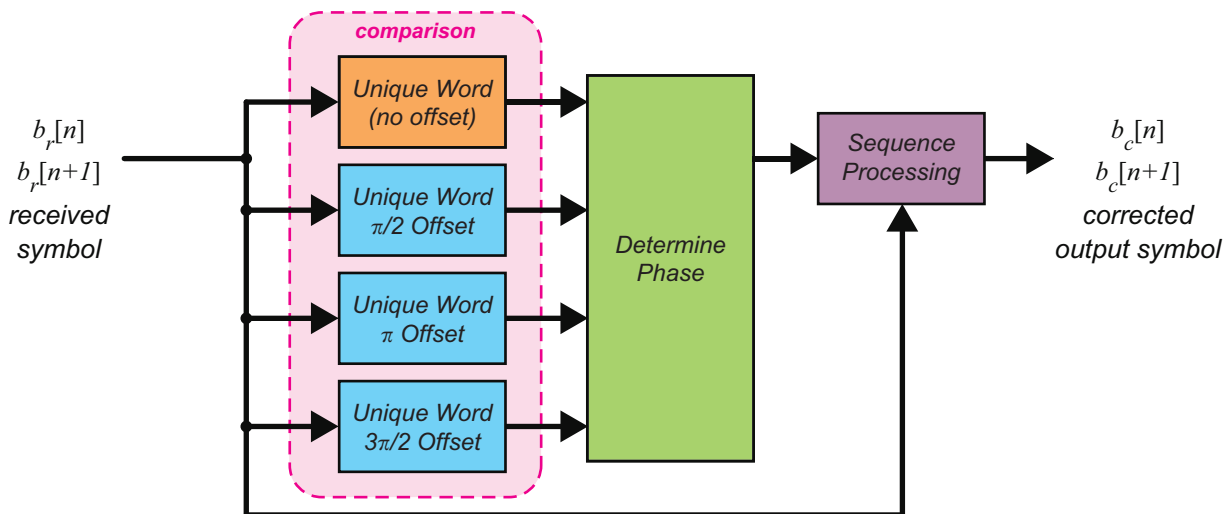 comparison
b_r[n]
b_r[n+1]
received
symbol
Unique Word
(no offset)
Unique Word
π/2 Offset
Unique Word
π Offset
Unique Word
3π/2 Offset
Determine
Phase
Sequence
Processing
b_c[n]
b_c[n+1]
corrected
output symbol